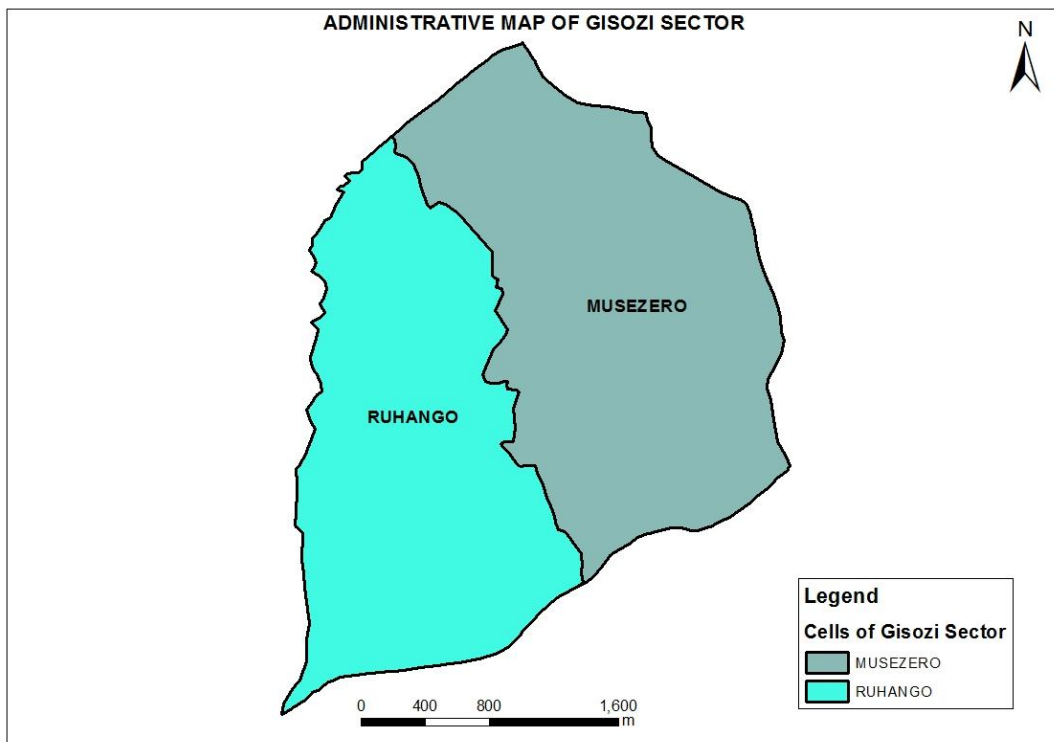 ADMINISTRATIVE MAP OF GISOZI SECTOR
N
MUSEZERO
RUHANGO
Legend
Cells of Gisozi Sector
MUSEZERO
RUHANGO
0 400 800 1,600
m